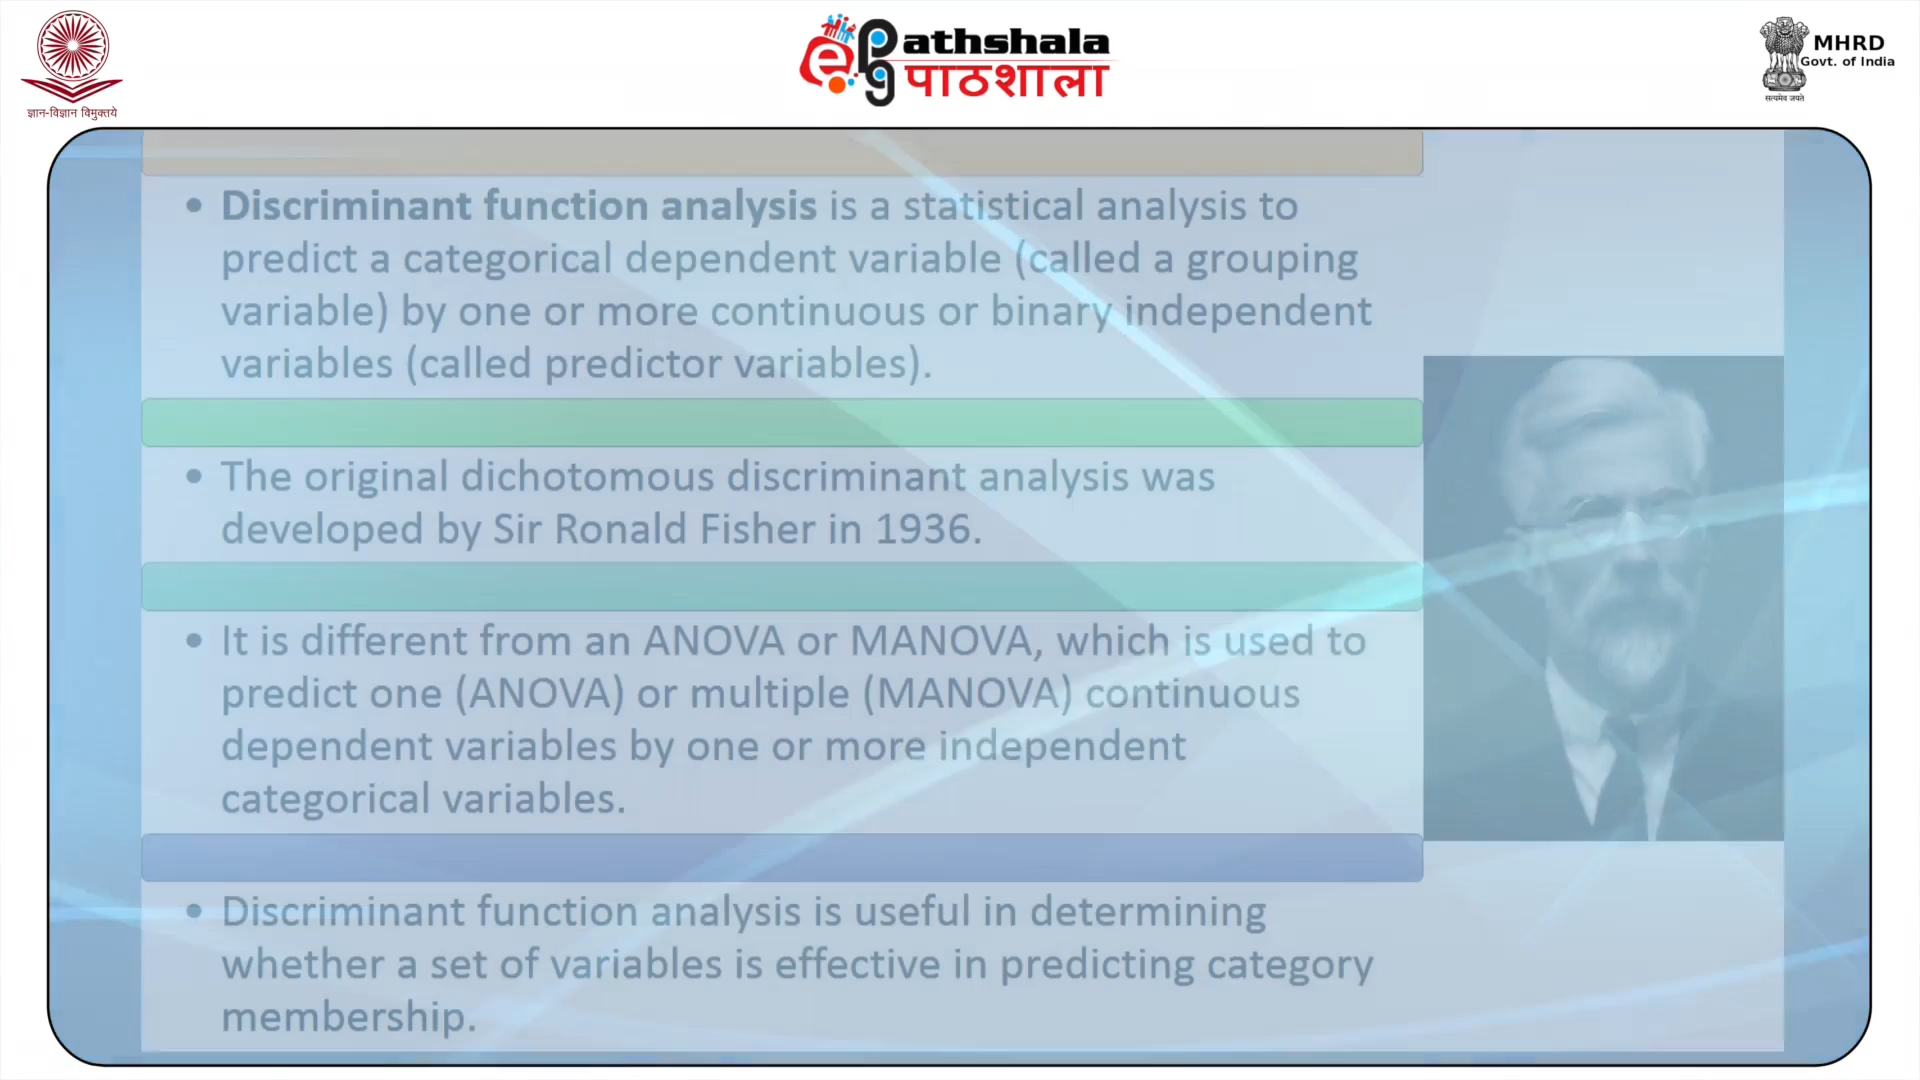 ज्ञान-विज्ञान विमुक्तये
ePG Pathshala
पाठशाला
MHRD
Govt. of India
सत्यमेव जयते
• Discriminant function analysis is a statistical analysis to
predict a categorical dependent variable (called a grouping
variable) by one or more continuous or binary independent
variables (called predictor variables).
• The original dichotomous discriminant analysis was
developed by Sir Ronald Fisher in 1936.
• It is different from an ANOVA or MANOVA, which is used to
predict one (ANOVA) or multiple (MANOVA) continuous
dependent variables by one or more independent
categorical variables.
• Discriminant function analysis is useful in determining
whether a set of variables is effective in predicting category
membership.